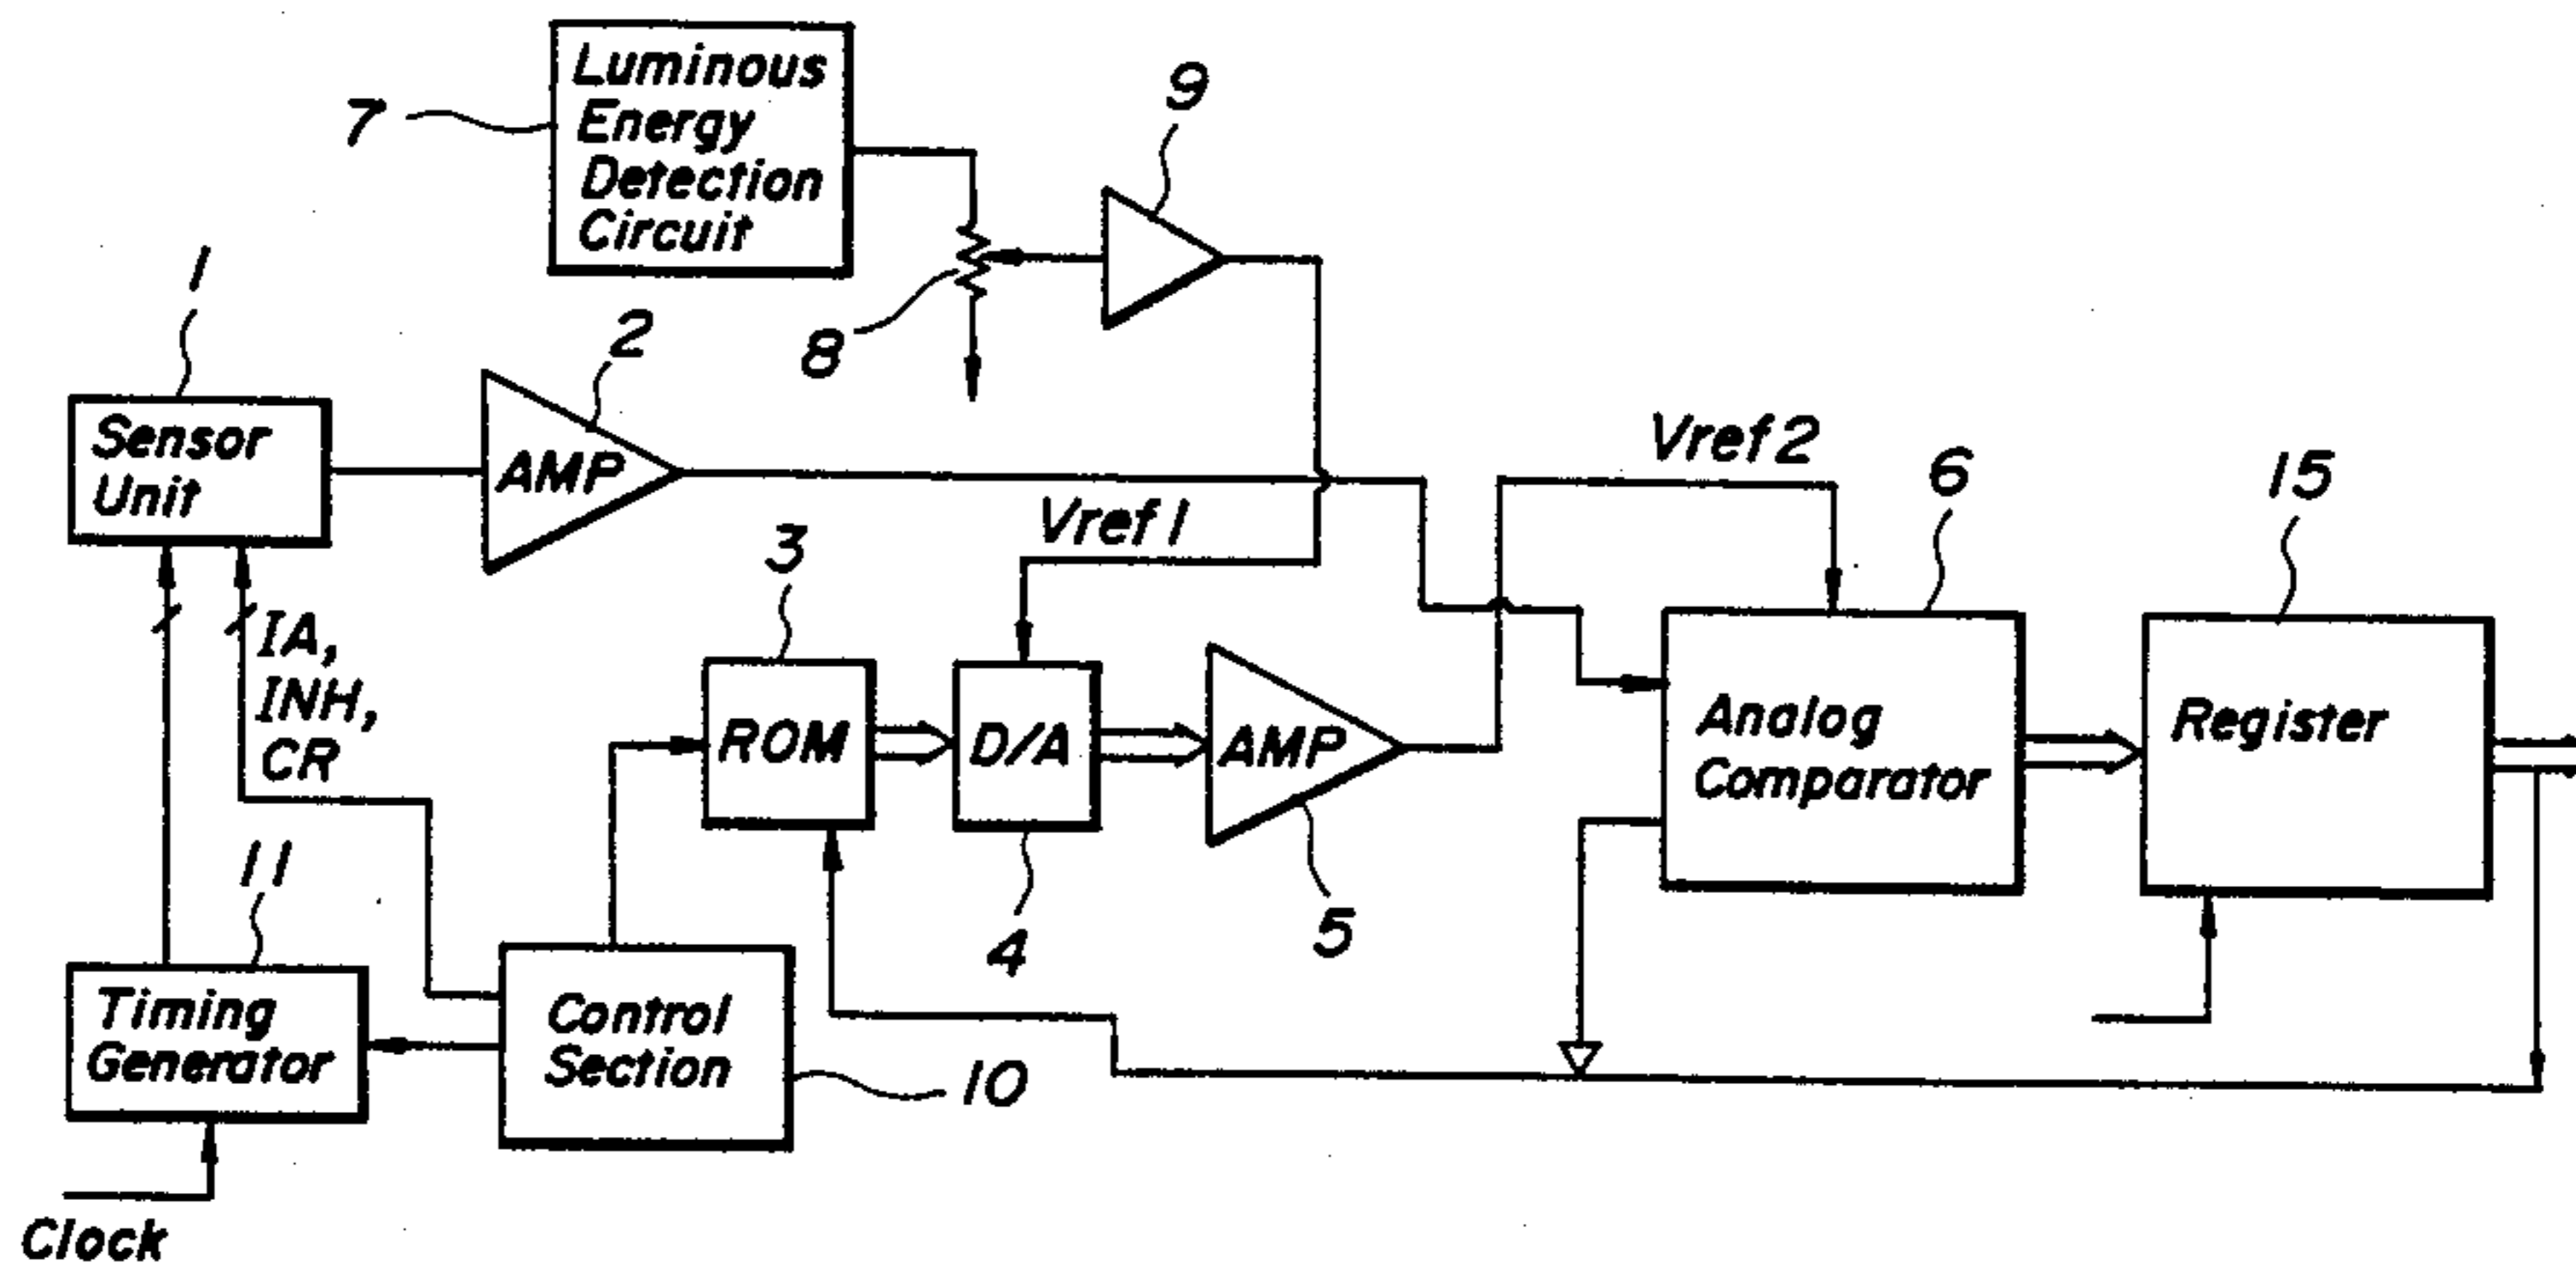 Luminous
Energy
Detection
Circuit
7
9
8
1
2
Sensor
Unit
AMP
Vref 2
6
15
Vref 1
3
IA,
INH,
CR
ROM
D/A
AMP
Analog
Comparator
Register
11
4
5
Timing
Generator
Control
Section
10
Clock